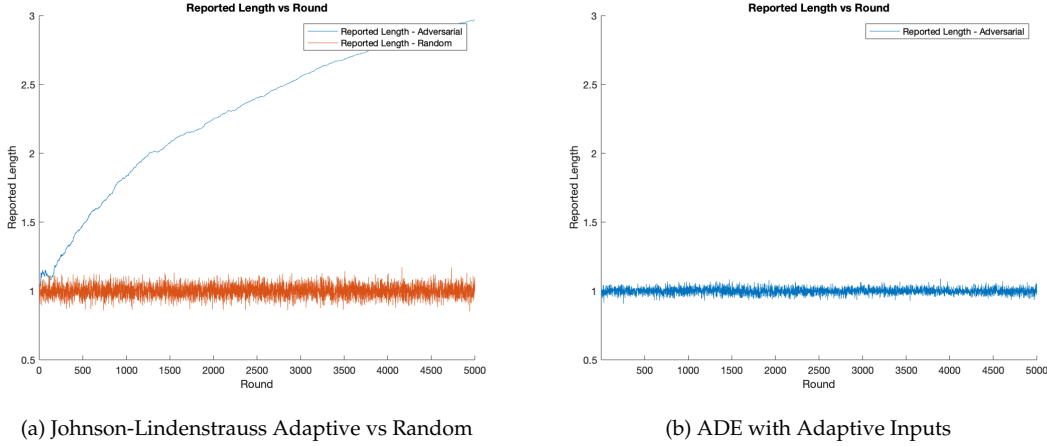 Reported Length vs Round
Reported Length - Adversarial
Reported Length - Random
Reported Length
3
2.5
2
1.5
1
0.5
0 500 1000 1500 2000 2500 3000 3500 4000 4500 5000
Round
(a) Johnson-Lindenstrauss Adaptive vs Random
Reported Length vs Round
Reported Length - Adversarial
Reported Length
3
2.5
2
1.5
1
0.5
500 1000 1500 2000 2500 3000 3500 4000 4500 5000
Round
(b) ADE with Adaptive Inputs